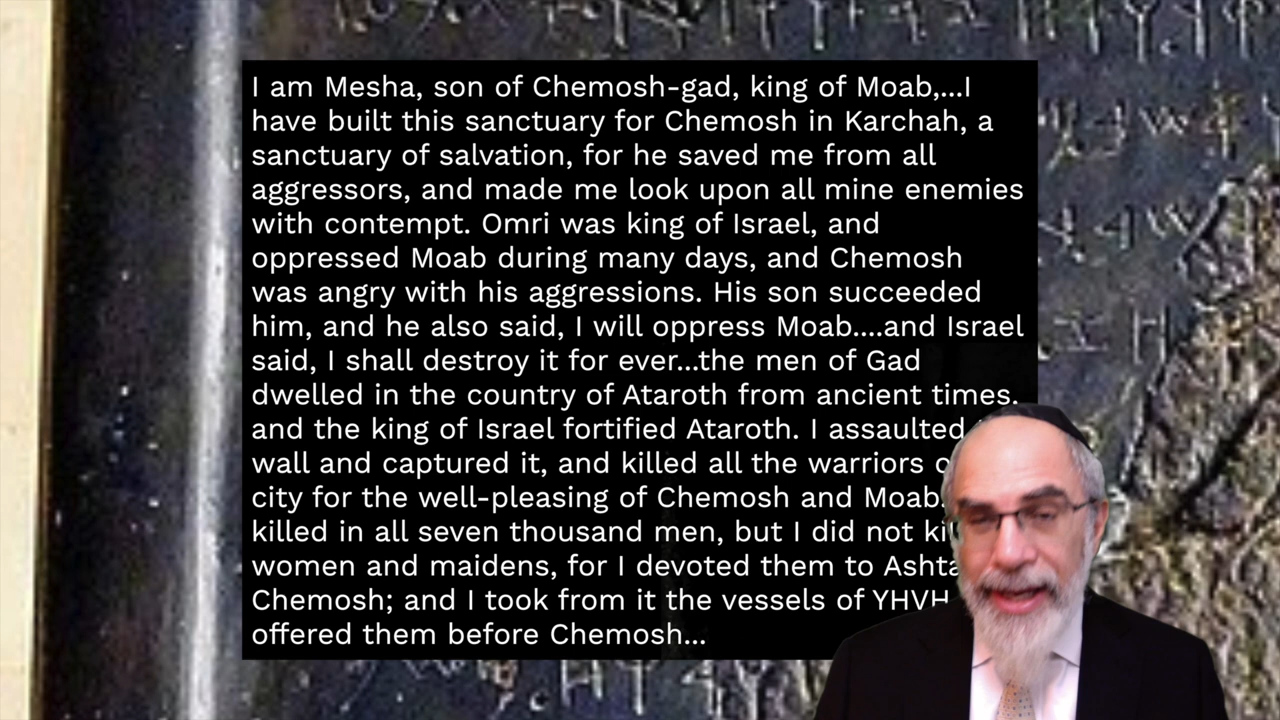 I am Mesha, son of Chemosh-gad, king of Moab,...I
have built this sanctuary for Chemosh in Karchah, a
sanctuary of salvation, for he saved me from all
aggressors, and made me look upon all mine enemies
with contempt. Omri was king of Israel, and
oppressed Moab during many days, and Chemosh
was angry with his aggressions. His son succeeded
him, and he also said, I will oppress Moab....and Israel
said, I shall destroy it for ever...the men of Gad
dwelled in the country of Ataroth from ancient times,
and the king of Israel fortified Ataroth. I assaulted
wall and captured it, and killed all the warriors
city for the well-pleasing of Chemosh and Moab
killed in all seven thousand men, but I did not
women and maidens, for I devoted them to
Chemosh; and I took from it the vessels of YHVH
offered them before Chemosh...